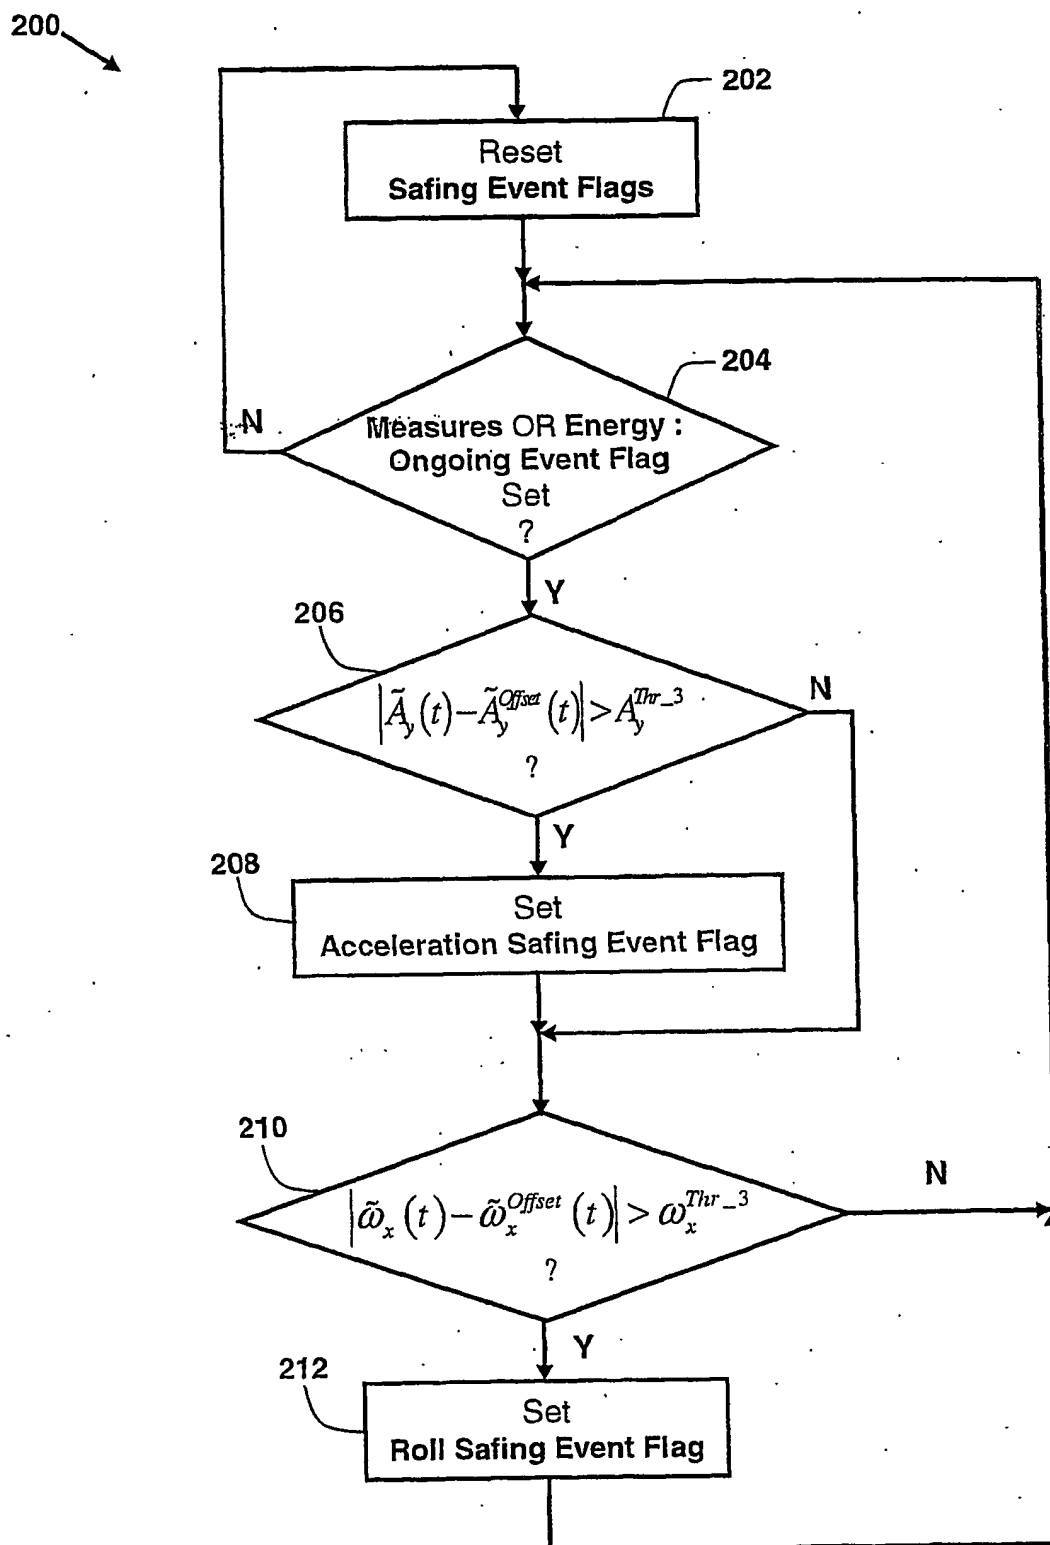 200
202
Reset
Safing Event Flags
204
N
Measures OR Energy :
Ongoing Event Flag
Set
?
Y
206
N
|Ã_y(t) − Ã_y^Offset(t)| > A_y^Thr_3
?
Y
208
Set
Acceleration Safing Event Flag
210
N
|ω̃_x(t) − ω̃_x^Offset(t)| > ω_x^Thr_3
?
Y
212
Set
Roll Safing Event Flag